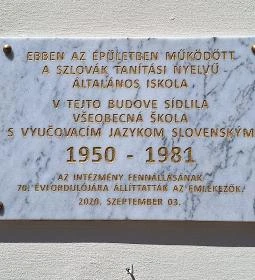 EBBEN AZ ÉPÜLETBEN MŰKÖDÖTT
A SZLOVÁK TANÍTÁSI NYELVŰ
ÁLTALÁNOS ISKOLA
V TEJTO BUDOVE SÍDLILA
VŠEOBECNÁ ŠKOLA
S VYUČOVACÍM JAZYKOM SLOVENSKÝM
1950 - 1981
AZ INTÉZMÉNY FENNÁLLÁSÁNAK
70. ÉVFORDULÓJÁRA ÁLLÍTTATTÁK AZ EMLÉKEZŐK.
2020. SZEPTEMBER 03.